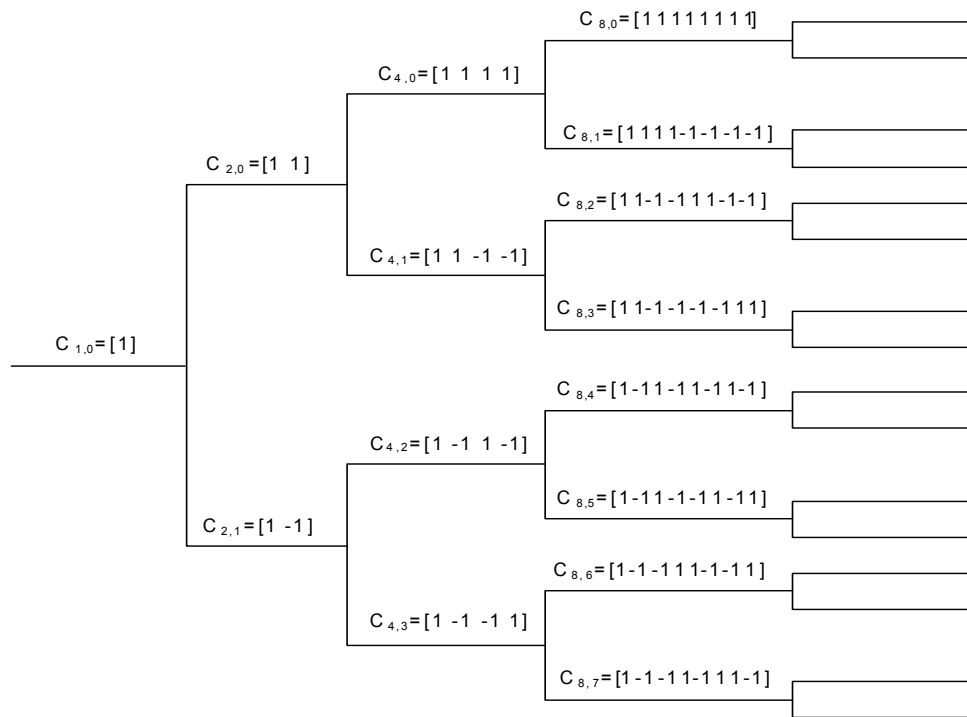 C 8,0=[1 1 1 1 1 1 1 1]
C 4,0=[1 1 1 1]
C 8,1=[1 1 1 1-1-1-1-1]
C 2,0=[1 1]
C 8,2=[1 1-1-1 1 1-1-1]
C 4,1=[1 1 -1 -1]
C 8,3=[1 1-1-1-1-1 1 1]
C 1,0=[1]
C 8,4=[1-1 1-1 1-1 1-1]
C 4,2=[1 -1 1 -1]
C 8,5=[1-1 1-1-1 1-1 1]
C 2,1=[1 -1]
C 8,6=[1-1-1 1 1-1-1 1]
C 4,3=[1 -1 -1 1]
C 8,7=[1-1-1 1-1 1 1-1]